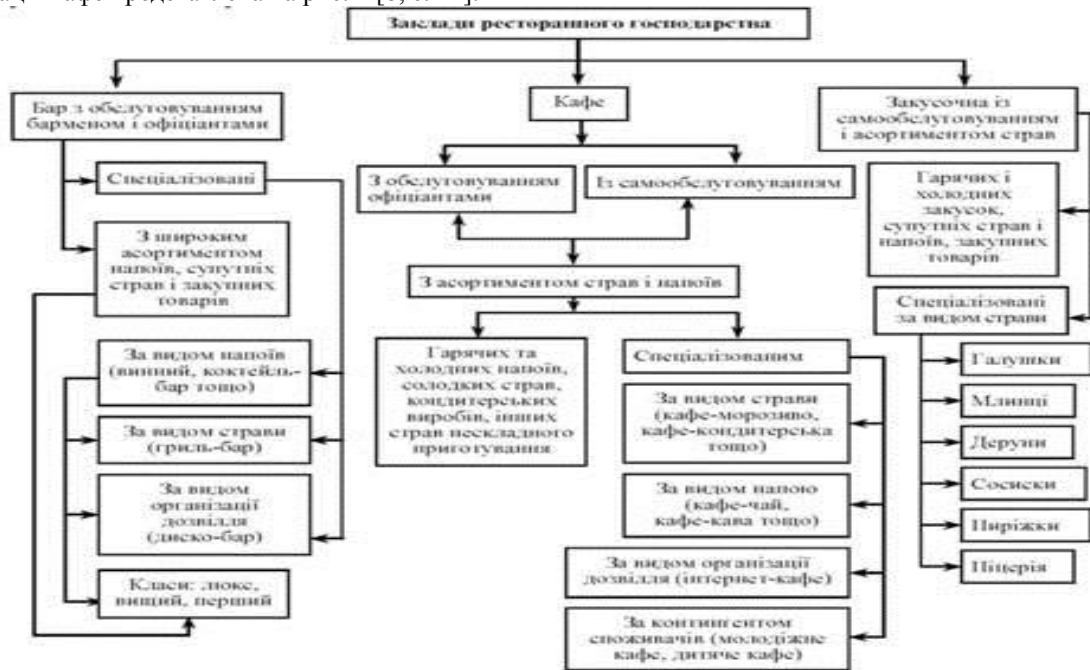 Заклади ресторанного господарства
Бар з обслуговуванням
барменом і офіціантами
Кафе
Закусочна із
самообслуговуванням
і асортиментом страв
Спеціалізовані
З обслуговуванням
офіціантами
Із самообслуговуванням
Гарячих і
холодних
закусок,
супутніх страв і
напоїв, закупних
товарів
З широким
асортиментом
напоїв, супутніх
страв і закупних
товарів
З асортиментом страв і напоїв
Спеціалізовані
за видом страви
За видом напоїв
(винний, коктейль-
бар тощо)
Гарячих та
холодних напоїв,
солодких страв,
кондитерських
виробів, інших
страв нескладного
приготування
Спеціалізованим
Галушки
За видом страви
(кафе-морозиво,
кафе-кондитерська
тощо)
Млинці
За видом страви
(гриль-бар)
Деруни
Сосиски
За видом
організації
дозвілля
(диско-бар)
За видом напою
(кафе-чай,
кафе-кава тощо)
Пиріжки
Піцерія
За видом організації
дозвілля (інтернет-кафе)
Класи: люкс,
вищий, перший
За контингентом
споживачів (молодіжне
кафе, дитяче кафе)